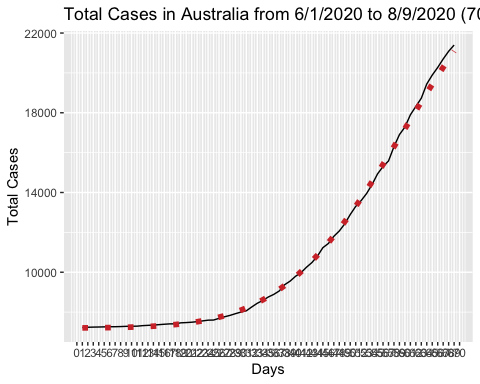 Total Cases in Australia from 6/1/2020 to 8/9/2020 (70
22000
18000
14000
10000
Total Cases
Days